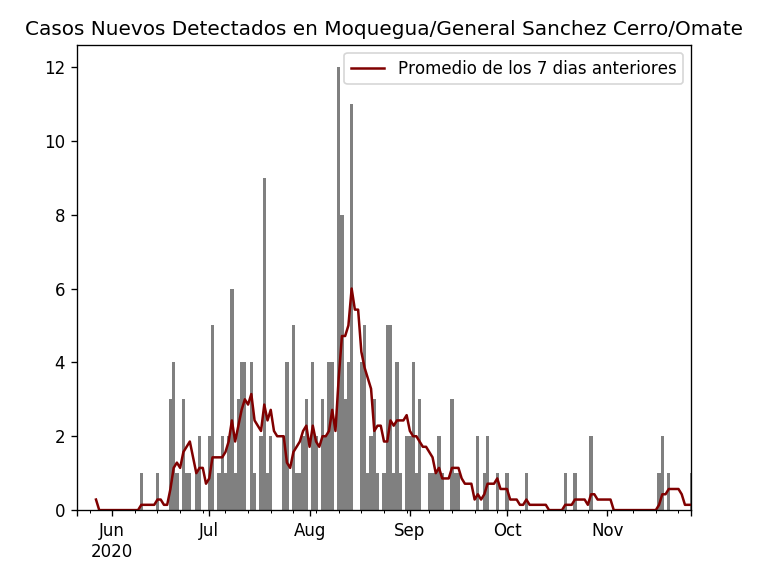 Casos Nuevos Detectados en Moquegua/General Sanchez Cerro/Omate
Promedio de los 7 dias anteriores
12
10
8
6
4
2
0
Jun Jul Aug Sep Oct Nov
2020